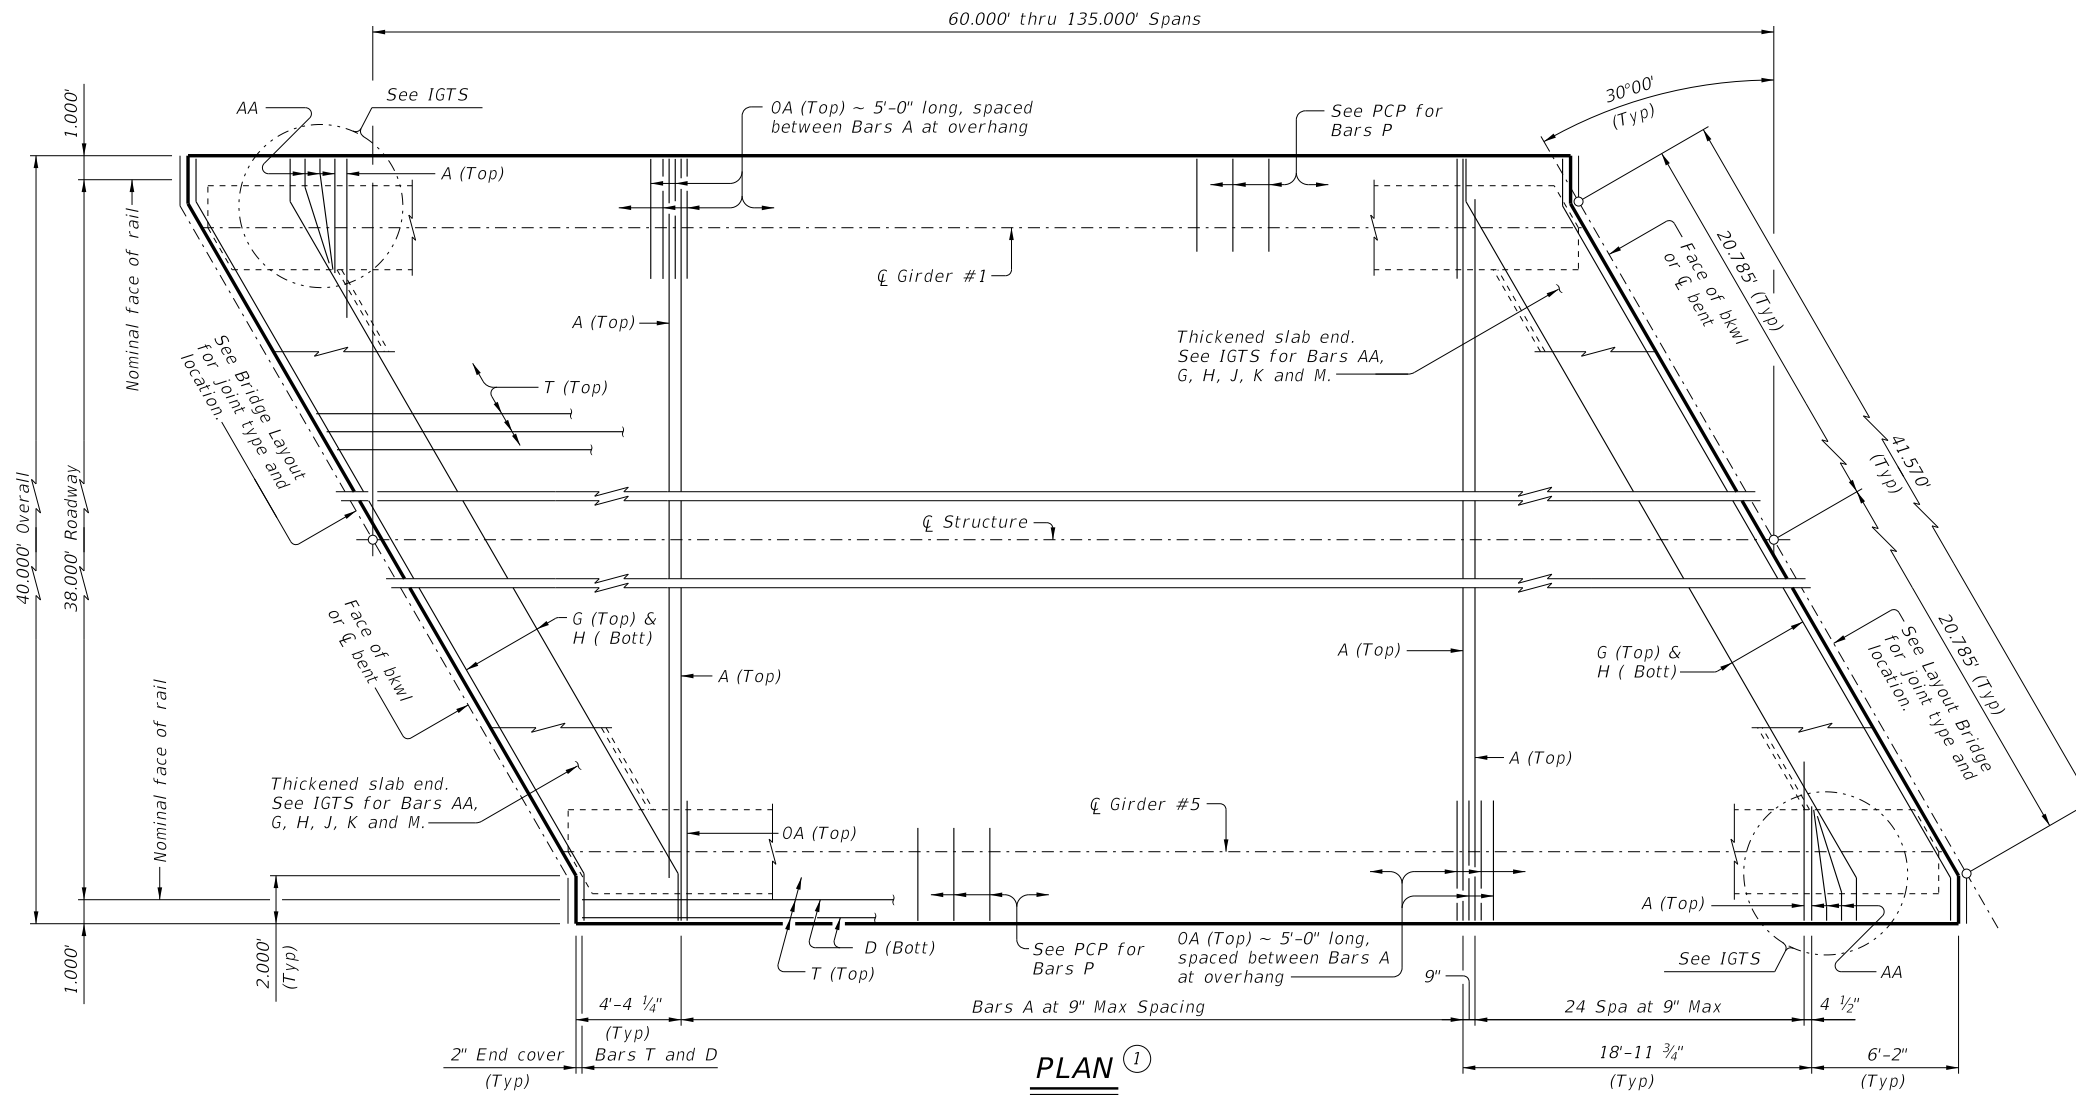 60.000' thru 135.000' Spans
30°00'
(Typ)
1.000'
AA
See IGTS
OA (Top) ~ 5'-0" long, spaced
between Bars A at overhang
See PCP for
Bars P
A (Top)
Nominal face of rail
℄ Girder #1
20.785' (Typ)
Face of bkwl
or ℄ bent
A (Top)
Thickened slab end.
See IGTS for Bars AA,
G, H, J, K and M.
See Bridge Layout
for joint type and
location.
T (Top)
41.570'
(Typ)
40.000' Overall
38.000' Roadway
℄ Structure
Face of bkwl
or ℄ bent
G (Top) &
H ( Bott)
A (Top)
A (Top)
G (Top) &
H ( Bott)
20.785' (Typ)
See Layout Bridge
for joint type and
location.
Nominal face of rail
A (Top)
Thickened slab end.
See IGTS for Bars AA,
G, H, J, K and M.
℄ Girder #5
OA (Top)
A (Top)
D (Bott)
T (Top)
See PCP for
Bars P
OA (Top) ~ 5'-0" long,
spaced between Bars A
at overhang
See IGTS
AA
1.000'
2.000'
(Typ)
9"
4'-4 ¼"
(Typ)
Bars A at 9" Max Spacing
24 Spa at 9" Max
4 ½"
2" End cover
(Typ)
Bars T and D
18'-11 ¾"
(Typ)
6'-2"
(Typ)
PLAN 1